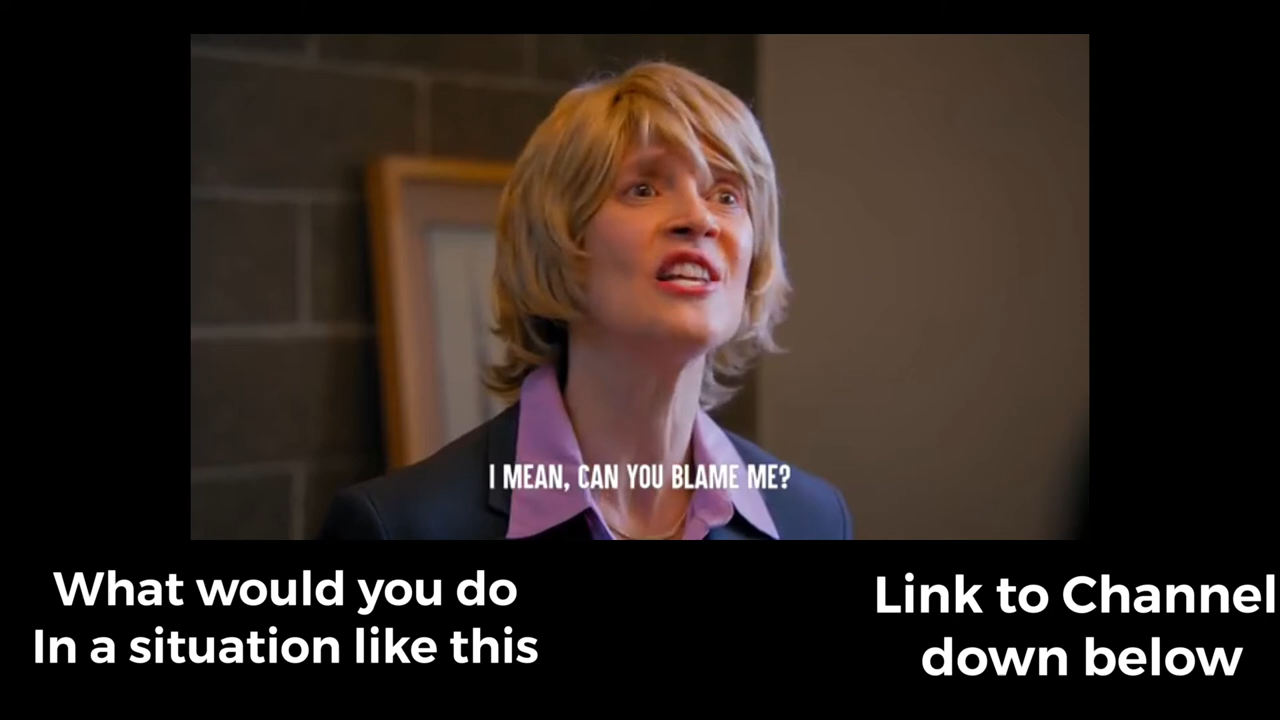 I MEAN, CAN YOU BLAME ME?
What would you do
In a situation like this
Link to Channel
down below